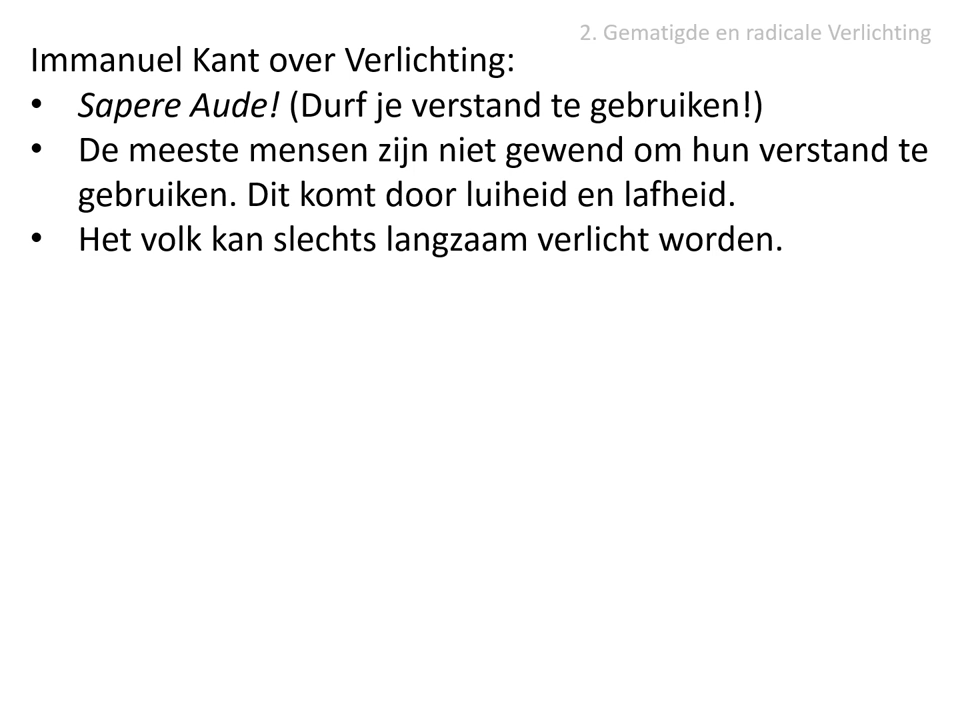 2. Gematigde en radicale Verlichting
Immanuel Kant over Verlichting:
• Sapere Aude! (Durf je verstand te gebruiken!)
• De meeste mensen zijn niet gewend om hun verstand te
gebruiken. Dit komt door luiheid en lafheid.
• Het volk kan slechts langzaam verlicht worden.